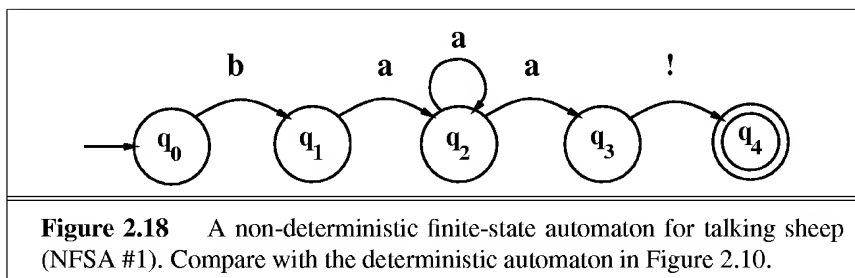 a
b a a !
q0 q1 q2 q3 q4
Figure 2.18 A non-deterministic finite-state automaton for talking sheep
(NFSA #1). Compare with the deterministic automaton in Figure 2.10.